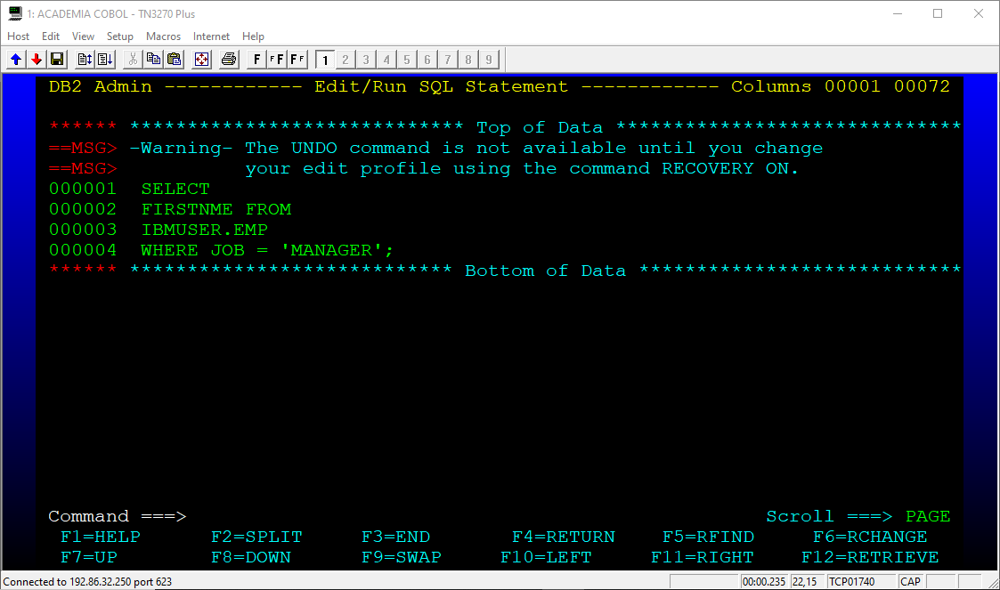 1: ACADEMIA COBOL - TN3270 Plus
Host Edit View Setup Macros Internet Help
F F F F F 1 2 3 4 5 6 7 8 9
DB2 Admin ------------ Edit/Run SQL Statement ------------ Columns 00001 00072
****** ***************************** Top of Data ******************************
==MSG> -Warning- The UNDO command is not available until you change
==MSG>           your edit profile using the command RECOVERY ON.
000001  SELECT
000002  FIRSTNME FROM
000003  IBMUSER.EMP
000004  WHERE JOB = 'MANAGER';
****** **************************** Bottom of Data ****************************
Command ===> Scroll ===> PAGE
F1=HELP F2=SPLIT F3=END F4=RETURN F5=RFIND F6=RCHANGE
F7=UP F8=DOWN F9=SWAP F10=LEFT F11=RIGHT F12=RETRIEVE
Connected to 192.86.32.250 port 623 00:00.235 22,15 TCP01740 CAP